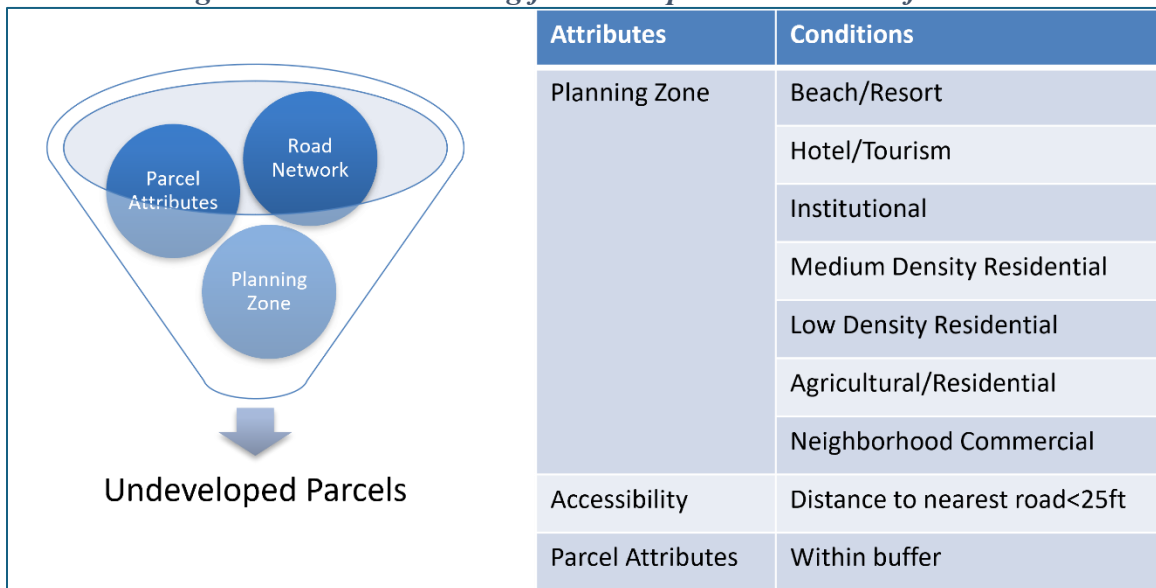 Road
Network
Parcel
Attributes
Planning
Zone
Undeveloped Parcels
Attributes Conditions
Planning Zone Beach/Resort
Hotel/Tourism
Institutional
Medium Density Residential
Low Density Residential
Agricultural/Residential
Neighborhood Commercial
Accessibility Distance to nearest road<25ft
Parcel Attributes Within buffer